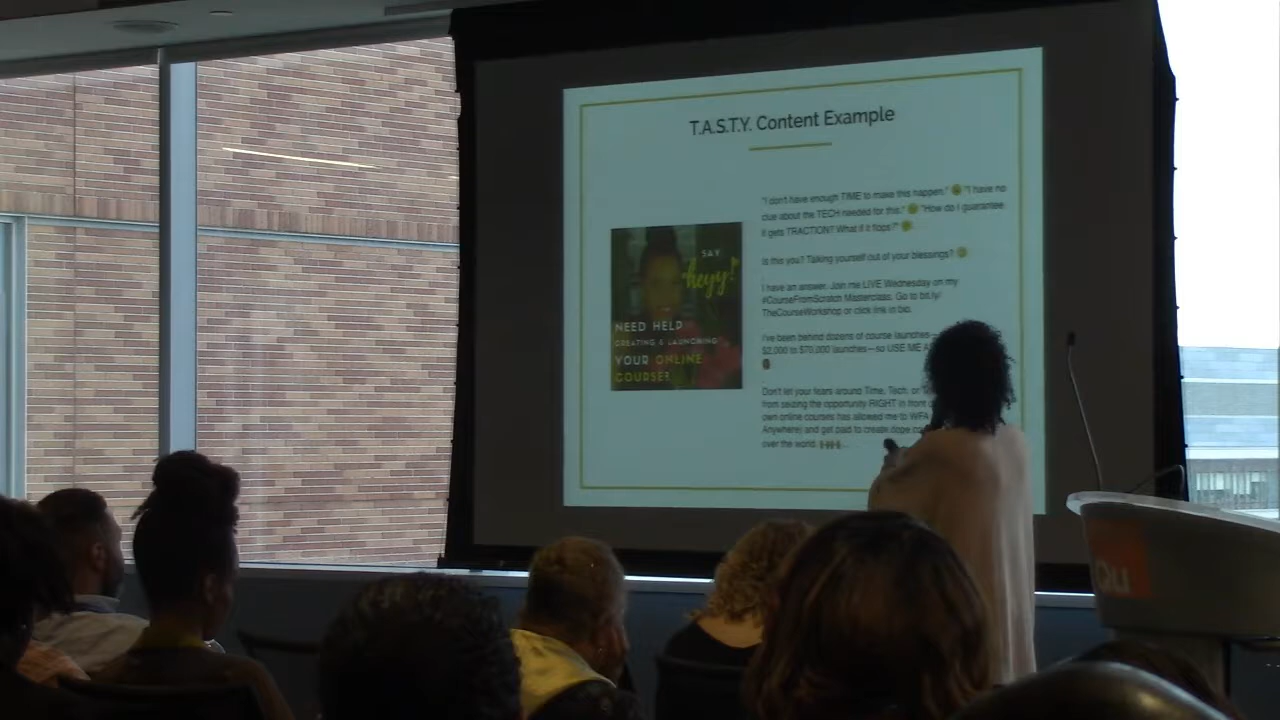 T.A.S.T.Y. Content Example
"I don't have enough TIME to make this happen." 😩 "I have no
clue about the TECH needed for this." 😩 "How do I guarantee
it gets TRACTION? What if it flops?"
Is this you? Talking yourself out of your blessings?
I have an answer. Join me LIVE Wednesday on my
#CourseFromScratch Masterclass. Go to bit.ly/
TheCourseWorkshop or click link in bio.
I've been behind dozens of course launches—
$2,000 to $70,000 launches—so USE ME
Don't let your fears around Time, Tech, or
from seizing the opportunity RIGHT in front
own online courses has allowed me to WFA
Anywhere) and get paid to create dope
over the world.
SAY
heyy!
NEED HELP
CREATING & LAUNCHING
YOUR ONLINE
COURSE?
Qu